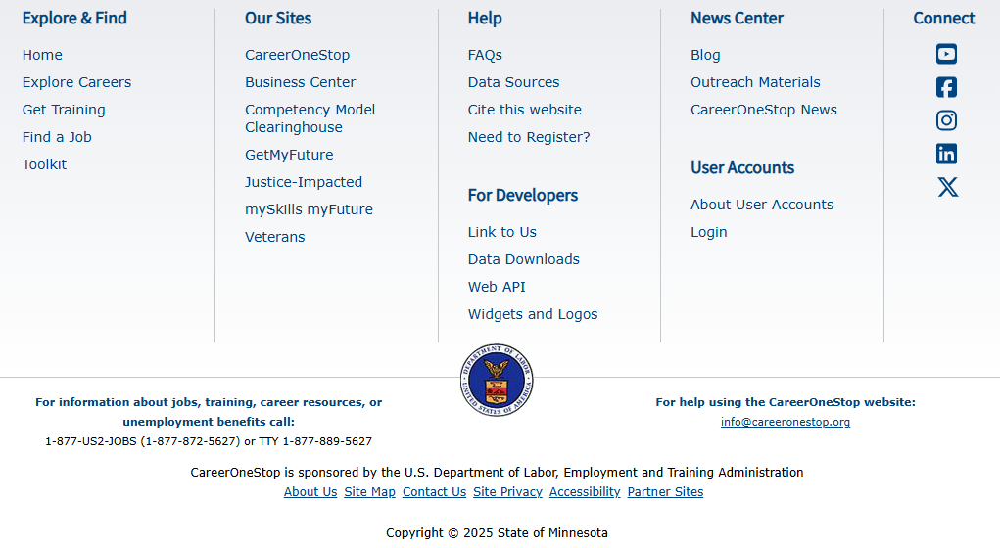 Explore & Find
Home
Explore Careers
Get Training
Find a Job
Toolkit
Our Sites
CareerOneStop
Business Center
Competency Model
Clearinghouse
GetMyFuture
Justice-Impacted
mySkills myFuture
Veterans
Help
FAQs
Data Sources
Cite this website
Need to Register?
For Developers
Link to Us
Data Downloads
Web API
Widgets and Logos
News Center
Blog
Outreach Materials
CareerOneStop News
User Accounts
About User Accounts
Login
Connect
DEPARTMENT OF LABOR
UNITED STATES OF AMERICA
For information about jobs, training, career resources, or
unemployment benefits call:
1-877-US2-JOBS (1-877-872-5627) or TTY 1-877-889-5627
For help using the CareerOneStop website:
info@careeronestop.org
CareerOneStop is sponsored by the U.S. Department of Labor, Employment and Training Administration
About Us Site Map Contact Us Site Privacy Accessibility Partner Sites
Copyright © 2025 State of Minnesota